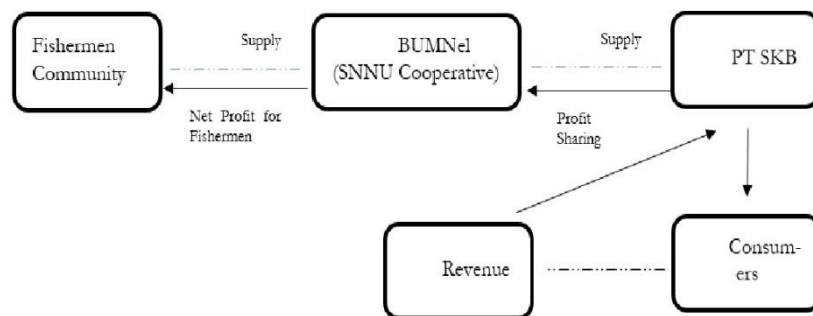 Fishermen
Community
Supply
BUMNel
(SNNU Cooperative)
Supply
PT SKB
Net Profit for
Fishermen
Profit
Sharing
Revenue
Consum-
ers